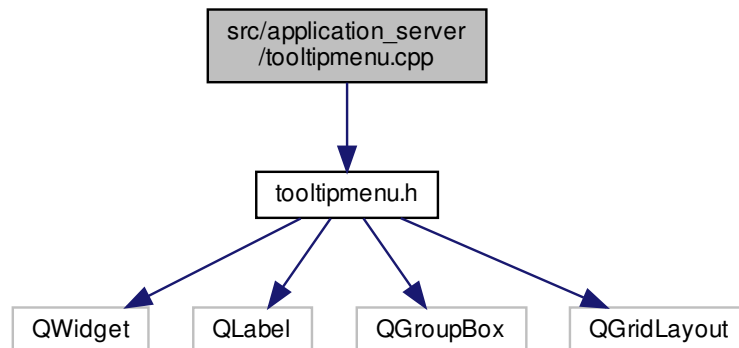 src/application_server
/tooltipmenu.cpp
tooltipmenu.h
QWidget
QLabel
QGroupBox
QGridLayout